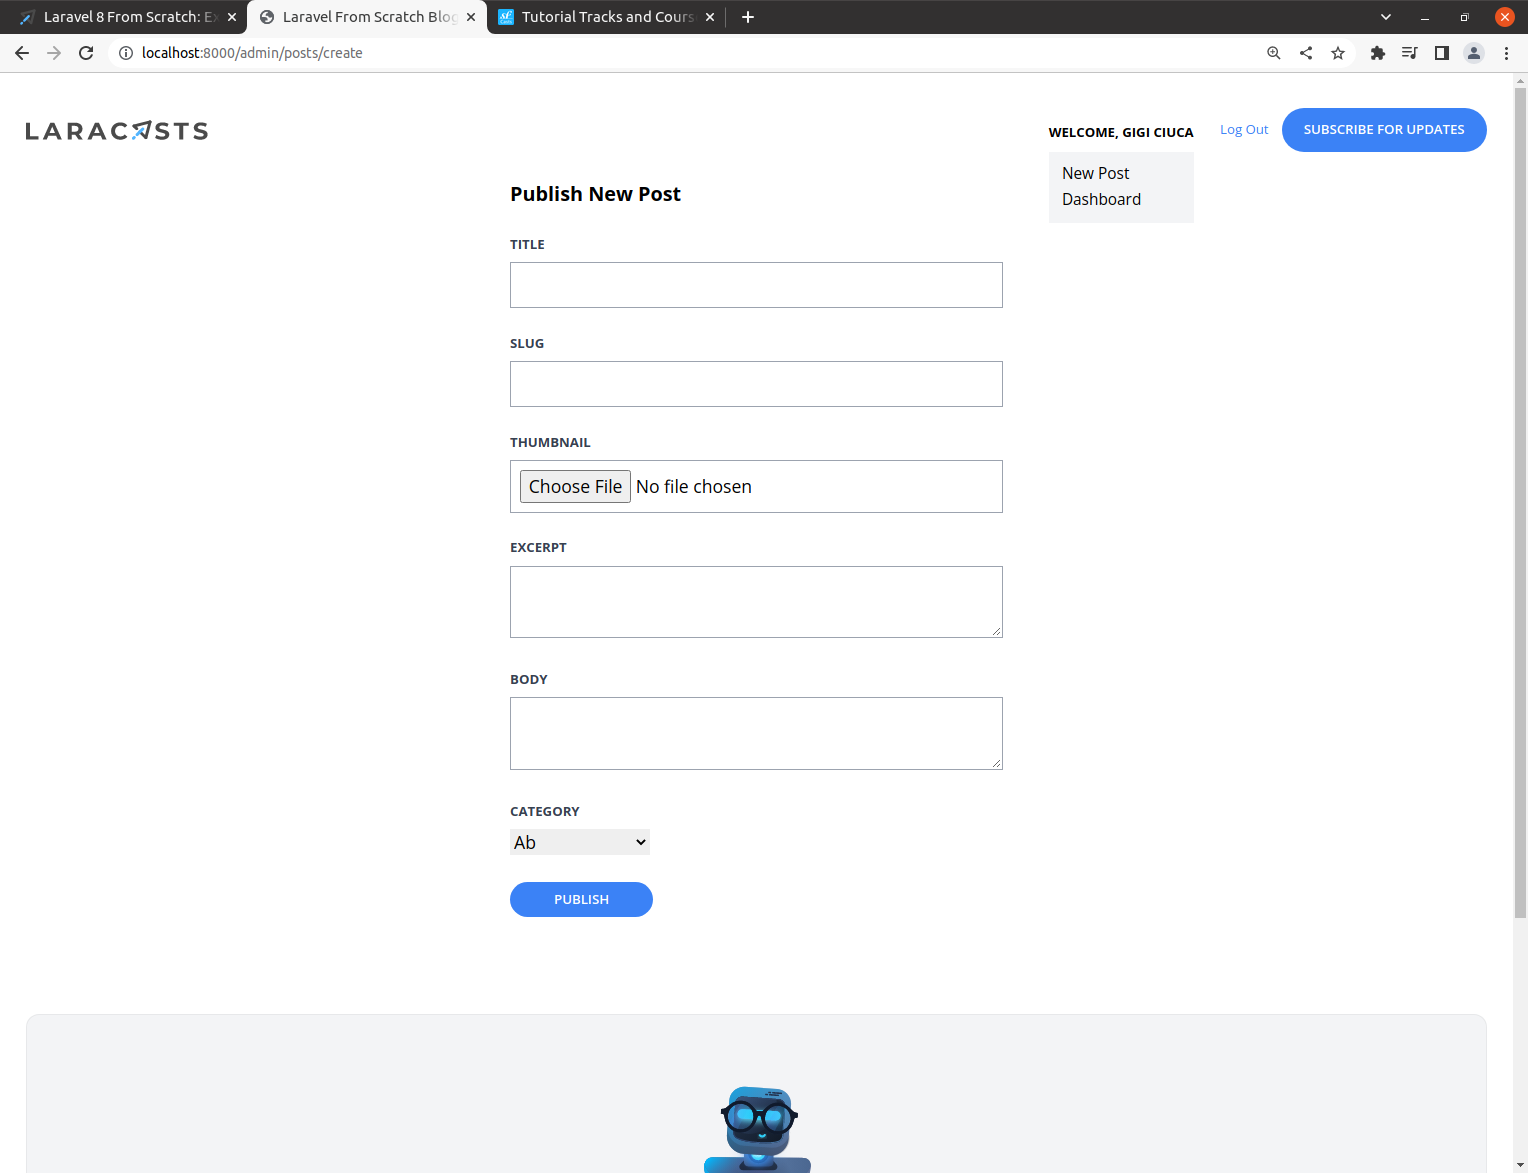 Laravel 8 From Scratch: Ex
Laravel From Scratch Blog
Tutorial Tracks and Cours
localhost:8000/admin/posts/create
LARACASTS
WELCOME, GIGI CIUCA
Log Out
SUBSCRIBE FOR UPDATES
New Post
Dashboard
Publish New Post
TITLE
SLUG
THUMBNAIL
Choose File No file chosen
EXCERPT
BODY
CATEGORY
Ab
PUBLISH